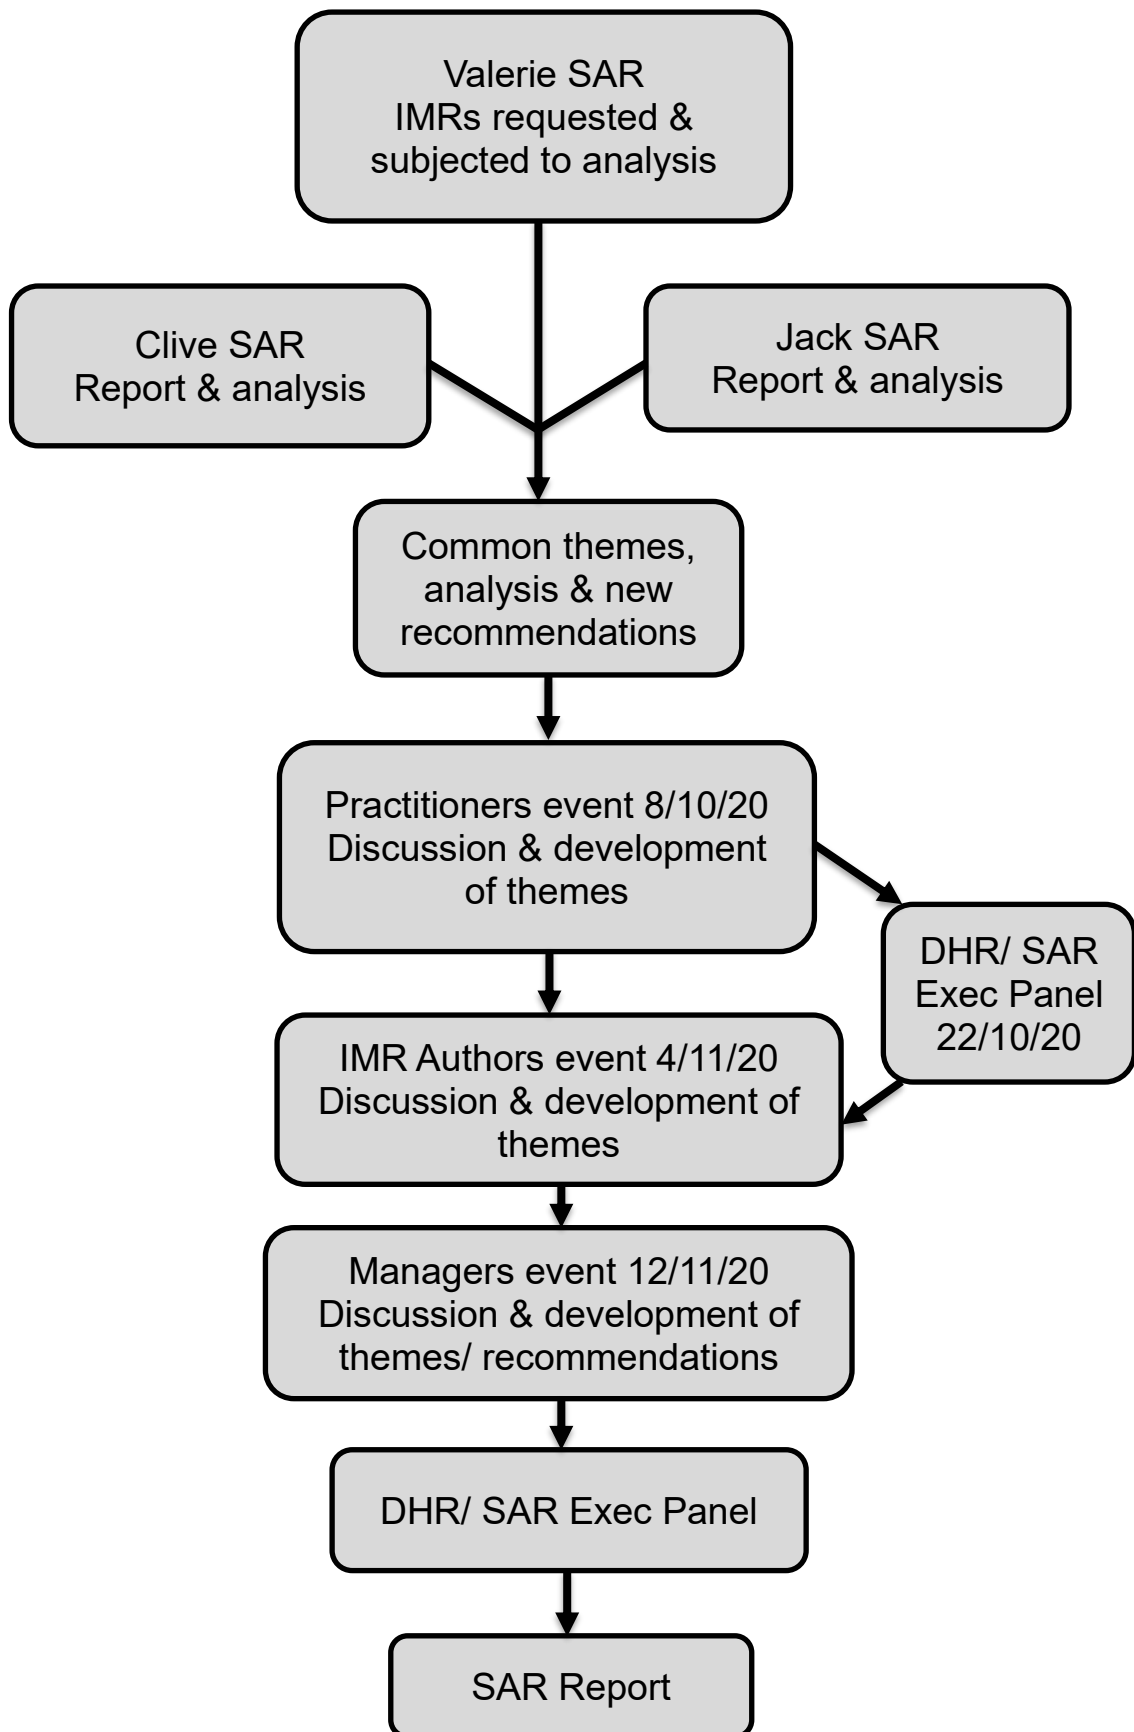 Valerie SAR
IMRs requested &
subjected to analysis
Clive SAR
Report & analysis
Jack SAR
Report & analysis
Common themes,
analysis & new
recommendations
Practitioners event 8/10/20
Discussion & development
of themes
DHR/ SAR
Exec Panel
22/10/20
IMR Authors event 4/11/20
Discussion & development of
themes
Managers event 12/11/20
Discussion & development of
themes/ recommendations
DHR/ SAR Exec Panel
SAR Report